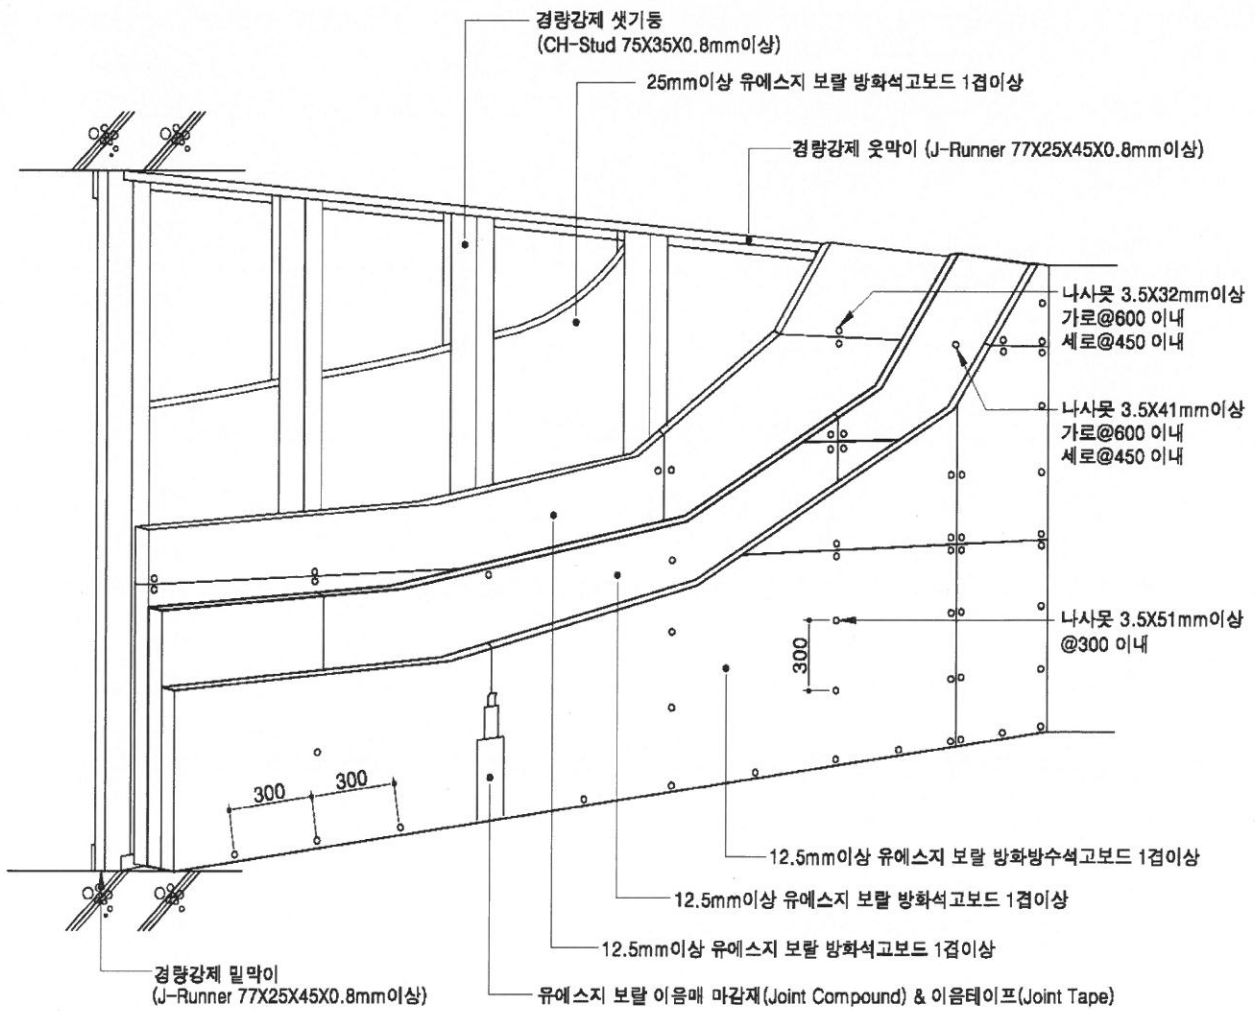 경량강제 샛기둥
(CH-Stud 75X35X0.8mm이상)
25mm이상 유에스지 보랄 방화석고보드 1겹이상
경량강제 웃막이 (J-Runner 77X25X45X0.8mm이상)
나사못 3.5X32mm이상
가로@600 이내
세로@450 이내
나사못 3.5X41mm이상
가로@600 이내
세로@450 이내
나사못 3.5X51mm이상
@300 이내
300
300
300
12.5mm이상 유에스지 보랄 방화방수석고보드 1겹이상
12.5mm이상 유에스지 보랄 방화석고보드 1겹이상
12.5mm이상 유에스지 보랄 방화석고보드 1겹이상
경량강제 밑막이
(J-Runner 77X25X45X0.8mm이상)
유에스지 보랄 이음매 마감재(Joint Compound) & 이음테이프(Joint Tape)